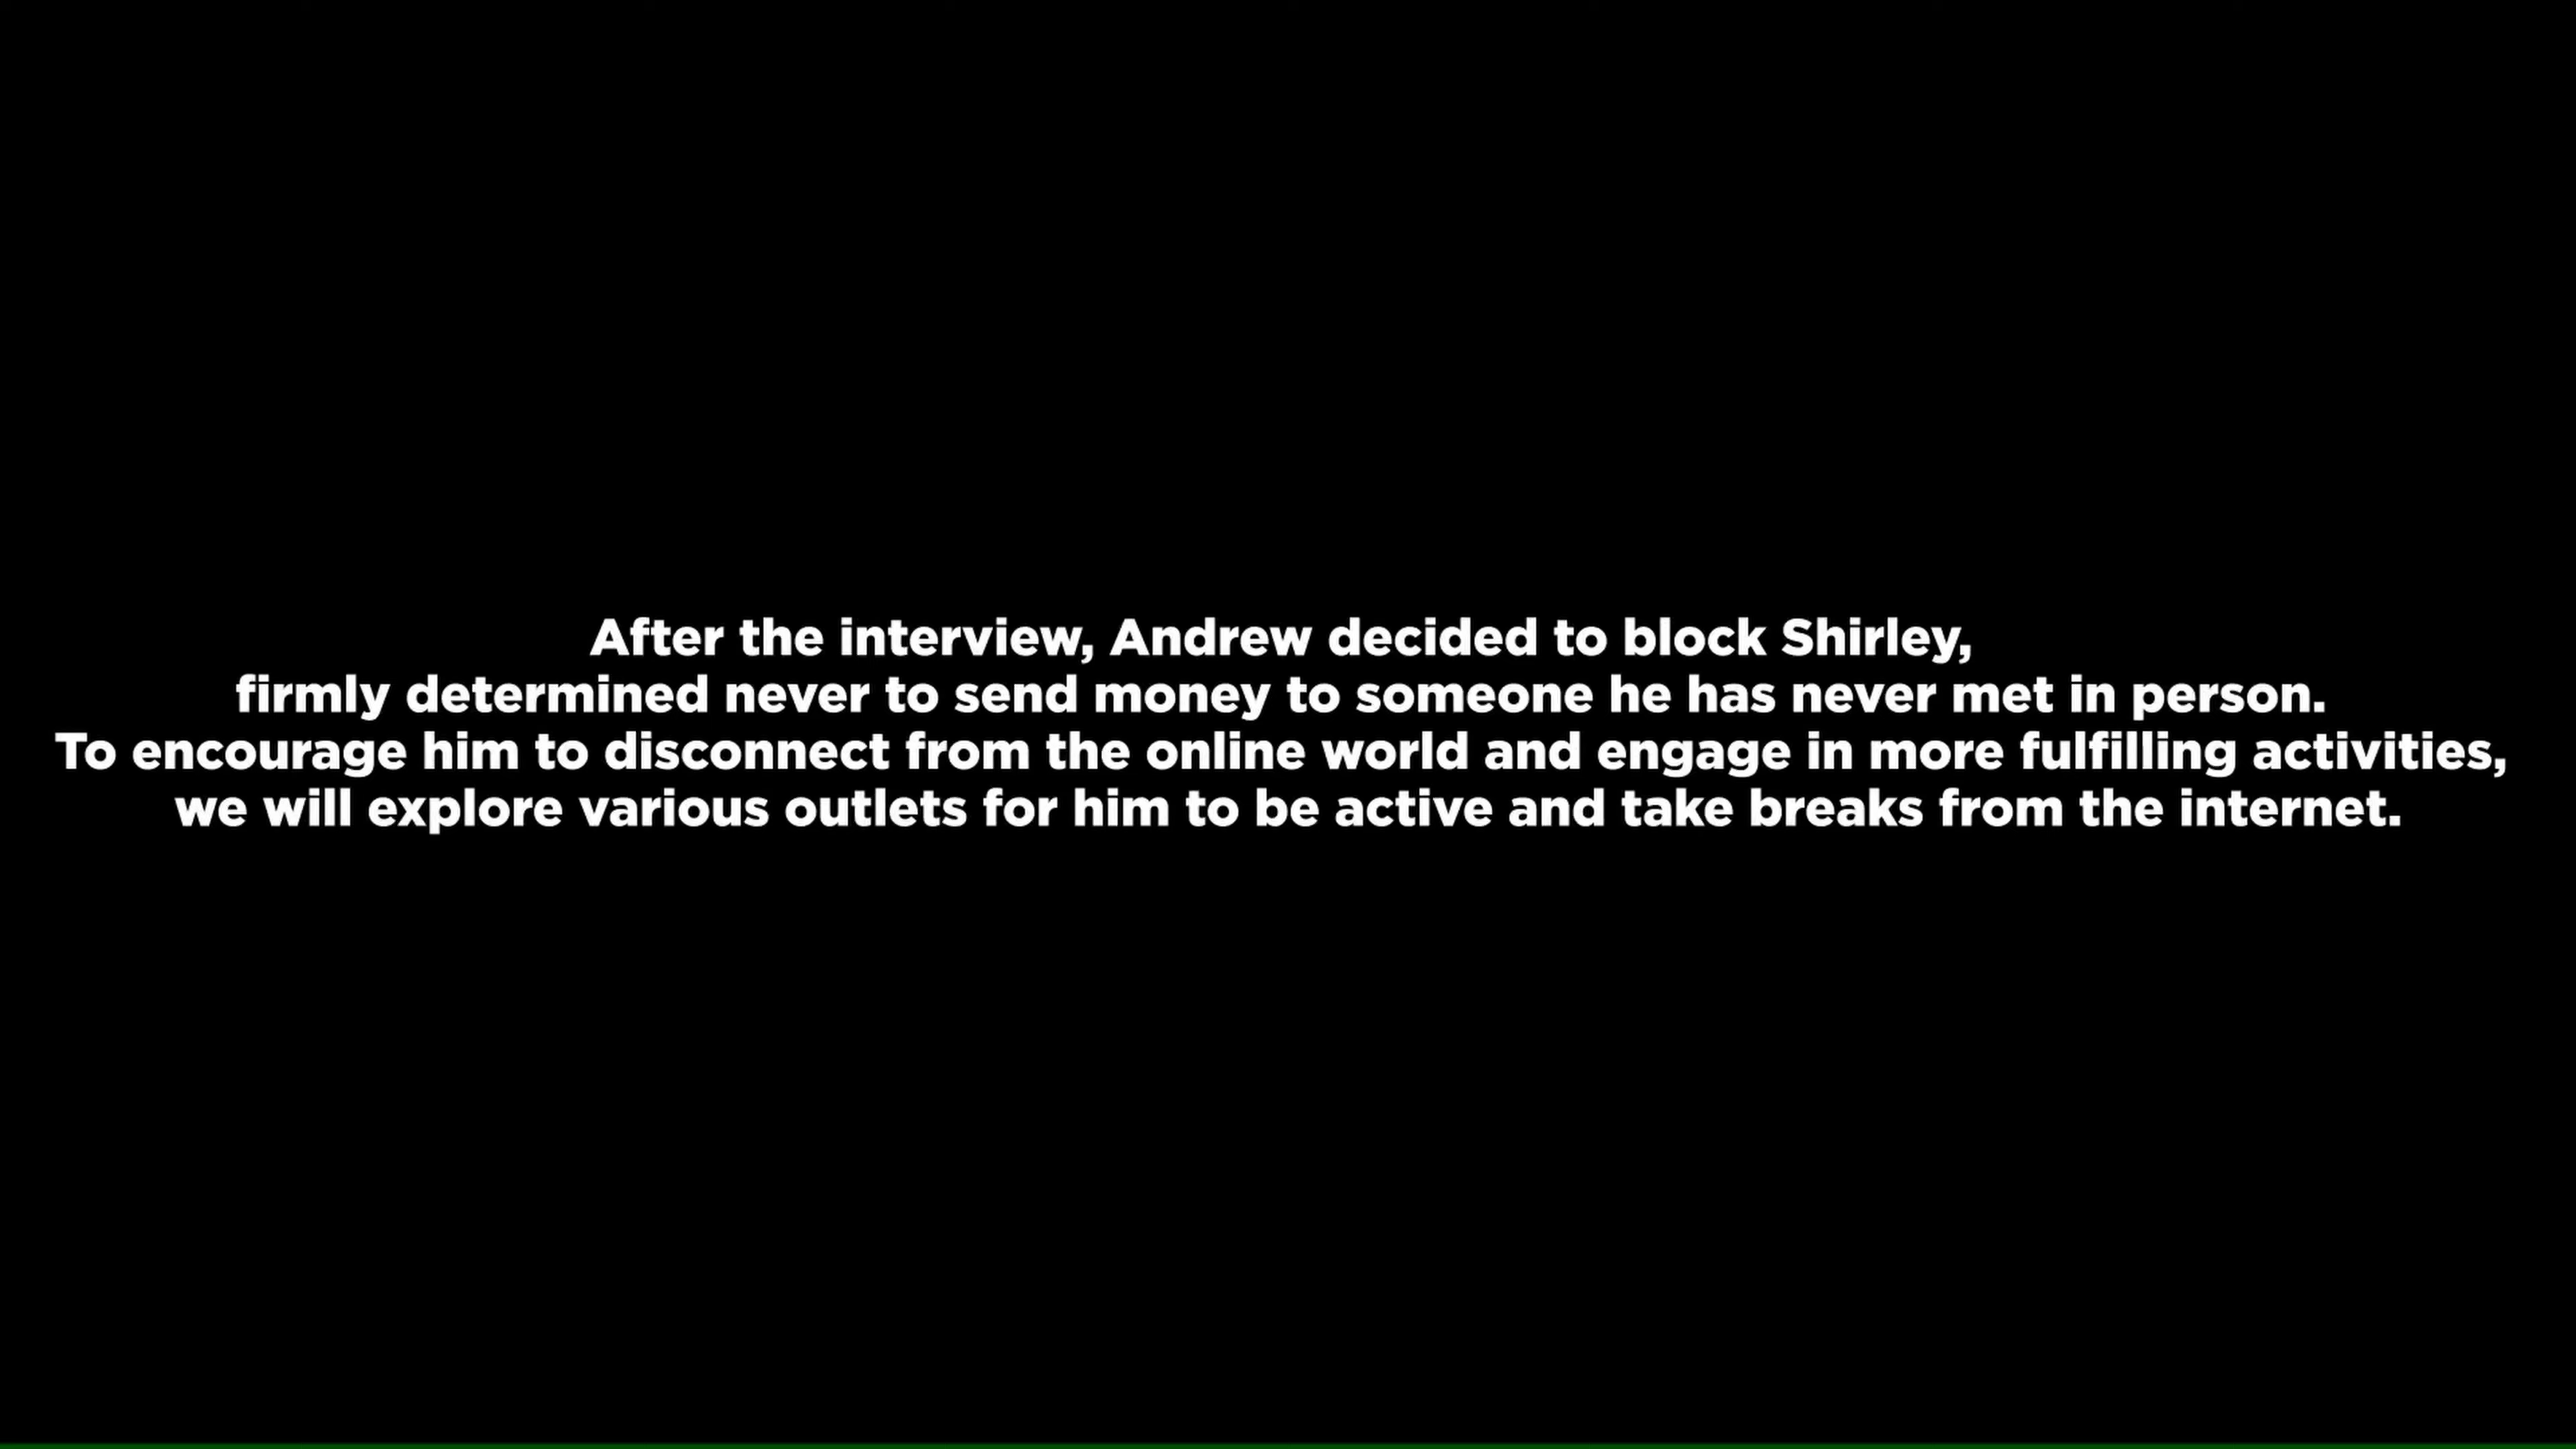 After the interview, Andrew decided to block Shirley,
firmly determined never to send money to someone he has never met in person.
To encourage him to disconnect from the online world and engage in more fulfilling activities,
we will explore various outlets for him to be active and take breaks from the internet.